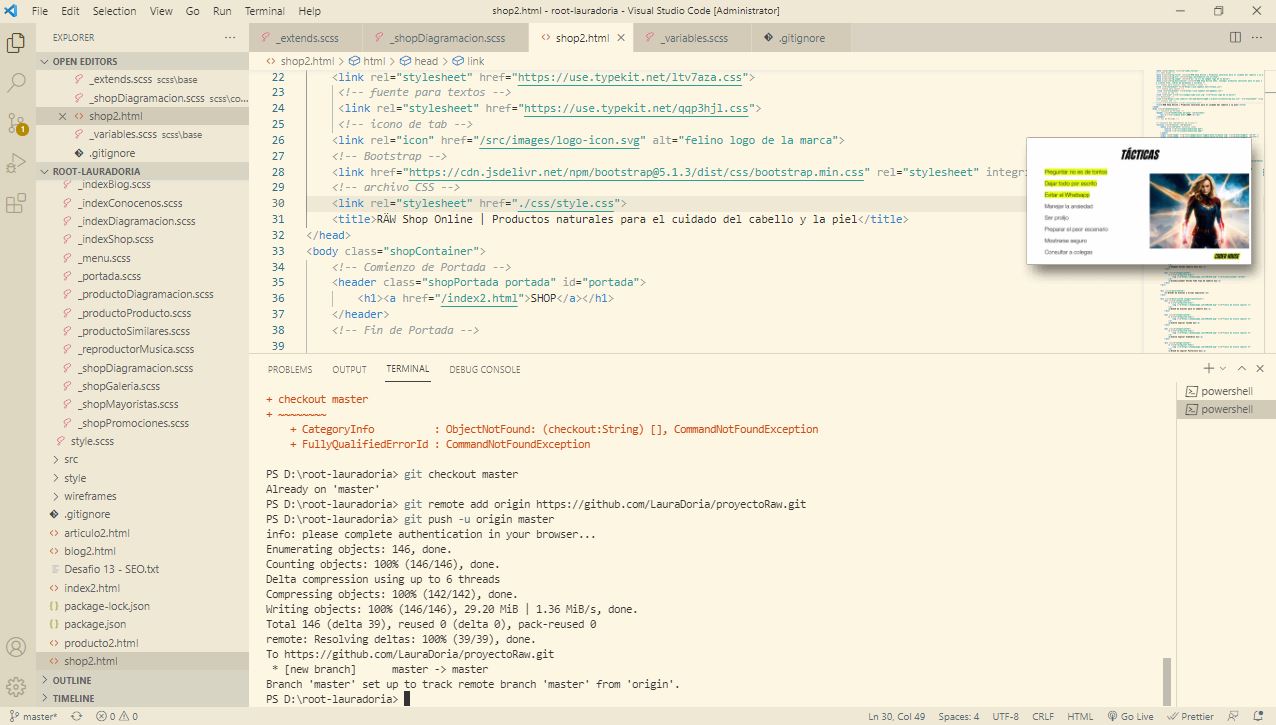 File Edit Selection View Go Run Terminal Help
shop2.html - root-lauradoria - Visual Studio Code [Administrator]
EXPLORER
_extends.scss
_shopDiagramacion.scss
shop2.html
_variables.scss
.gitignore
OPEN EDITORS
_extends.scss scss\base
_shopDiagramacion.scss scss\co...
shop2.html
_variables.scss scss\base
.gitignore
ROOT-LAURADORIA
_indexBlog.scss
_indexConocenos.scss
_indexDiagramacion.scss
_indexShop.scss
_menu.scss
_portada.scss
_productoDiagramacion.scss
_productoProducto.scss
_productoSimilares.scss
_reproductorMusica.scss
_shopDiagramacion.scss
_shopGaleria.scss
_shopMayoristas.scss
_shopPromociones.scss
style.scss
src
style
wireframes
.gitignore
articulo2.html
blog2.html
Desafio 13 - SEO.txt
index2.html
package-lock.json
package.json
producto2.html
shop2.html
OUTLINE
TIMELINE
shop2.html > html > head > link
22 <link rel="stylesheet" href="https://use.typekit.net/ltv7aza.css">
23 <!-- fuente para h1 -->
24 <link rel="stylesheet" href="https://use.typekit.net/qqp3hjl.css">
25 <!-- icono de tab -->
26 <link rel="icon" href="/src/images/logo-icon.svg" alt="felino logo de la marca">
27 <!-- Bootstrap -->
28 <link href="https://cdn.jsdelivr.net/npm/bootstrap@5.1.3/dist/css/bootstrap.min.css" rel="stylesheet" integri
29 <!-- archivo CSS -->
30 <link rel="stylesheet" href="./css/style.css">
31 <title>RAW Shop Online | Productos naturales para el cuidado del cabello y la piel</title>
32 </head>
33 <body class="shopContainer">
34 <!-- Comienzo de Portada -->
35 <header class="shopPortada portada" id="portada">
36 <h1><a href="/index2.html">SHOP</a></h1>
37 </header>
38 <!-- Fin de Portada -->
39
TÁCTICAS
Preguntar no es de tontos
Dejar todo por escrito
Evitar el Whatsapp
Manejar la ansiedad
Ser prolijo
Preparar el peor escenario
Mostrarse seguro
Consultar a colegas
CODER HOUSE
PROBLEMS OUTPUT TERMINAL DEBUG CONSOLE
powershell
powershell
+ checkout master
+ ~~~~~~~~
+ CategoryInfo : ObjectNotFound: (checkout:String) [], CommandNotFoundException
+ FullyQualifiedErrorId : CommandNotFoundException
PS D:\root-lauradoria> git checkout master
Already on 'master'
PS D:\root-lauradoria> git remote add origin https://github.com/LauraDoria/proyectoRaw.git
PS D:\root-lauradoria> git push -u origin master
info: please complete authentication in your browser...
Enumerating objects: 146, done.
Counting objects: 100% (146/146), done.
Delta compression using up to 6 threads
Compressing objects: 100% (142/142), done.
Writing objects: 100% (146/146), 29.20 MiB | 1.36 MiB/s, done.
Total 146 (delta 39), reused 0 (delta 0), pack-reused 0
remote: Resolving deltas: 100% (39/39), done.
To https://github.com/LauraDoria/proyectoRaw.git
* [new branch] master -> master
Branch 'master' set up to track remote branch 'master' from 'origin'.
PS D:\root-lauradoria>
master* 0 0 Ln 30, Col 49 Spaces: 4 UTF-8 CRLF HTML Go Live Prettier